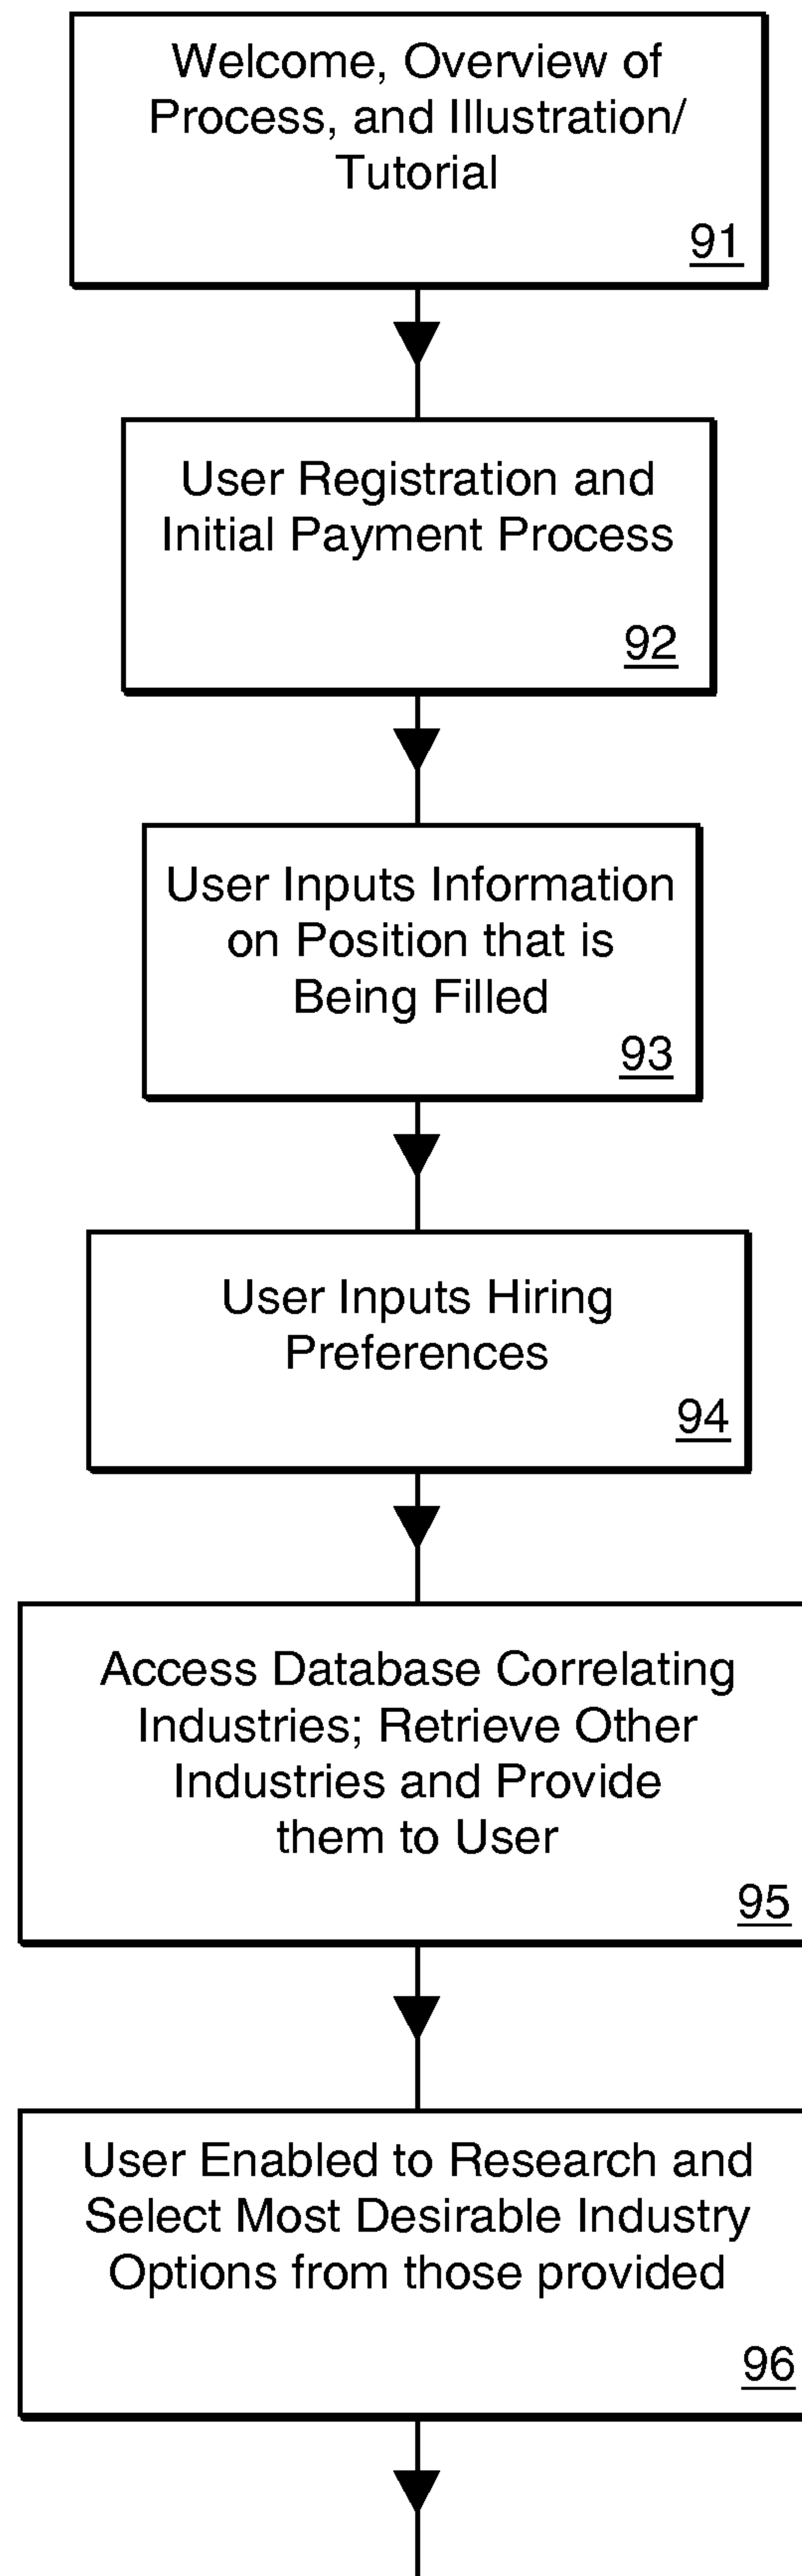 Welcome, Overview of
Process, and Illustration/
Tutorial
91
User Registration and
Initial Payment Process
92
User Inputs Information
on Position that is
Being Filled
93
User Inputs Hiring
Preferences
94
Access Database Correlating
Industries; Retrieve Other
Industries and Provide
them to User
95
User Enabled to Research and
Select Most Desirable Industry
Options from those provided
96